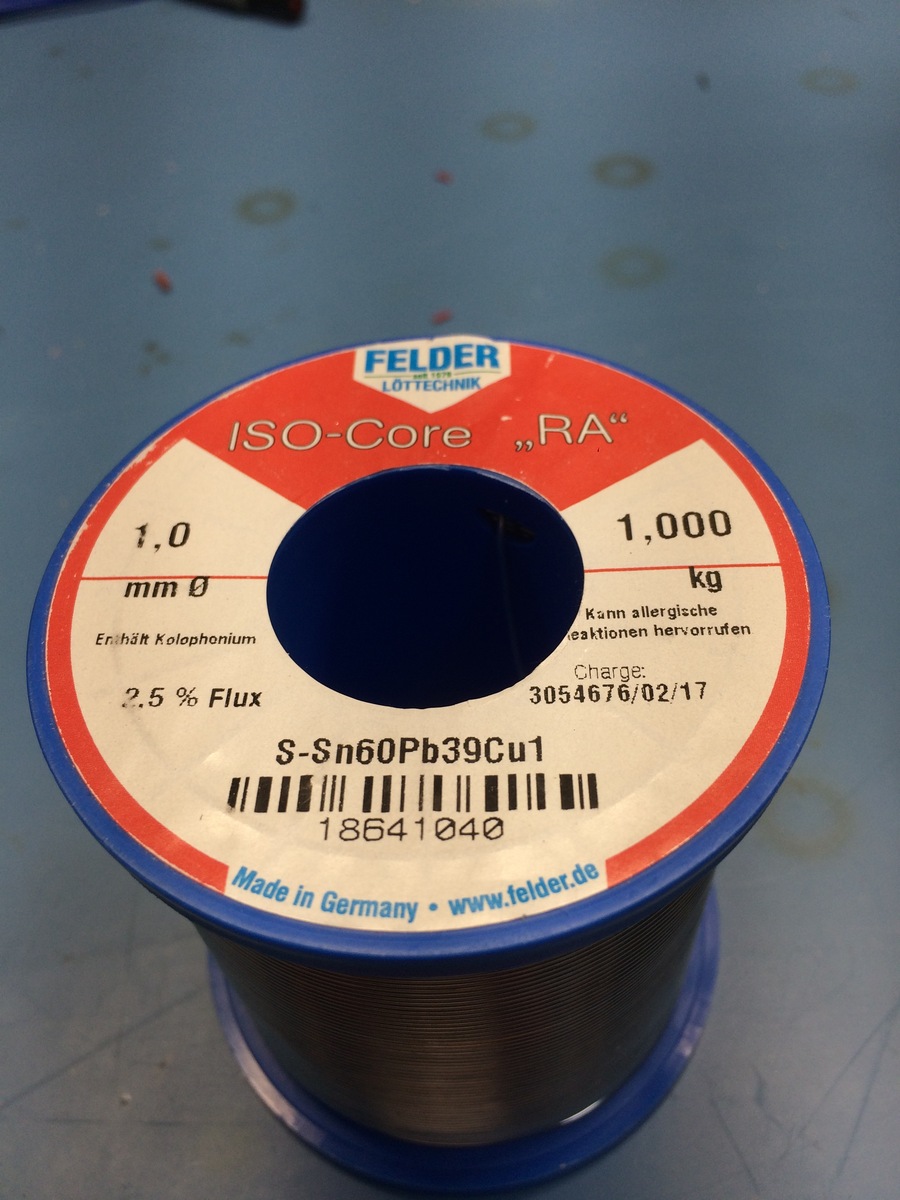 FELDER
seit 1979
LÖTTECHNIK
ISO-Core „RA“
1,0
mm Ø
1,000
kg
Enthält Kolophonium
Kann allergische
Reaktionen hervorrufen
2.5 % Flux
Charge:
3054676/02/17
S-Sn60Pb39Cu1
18641040
Made in Germany • www.felder.de